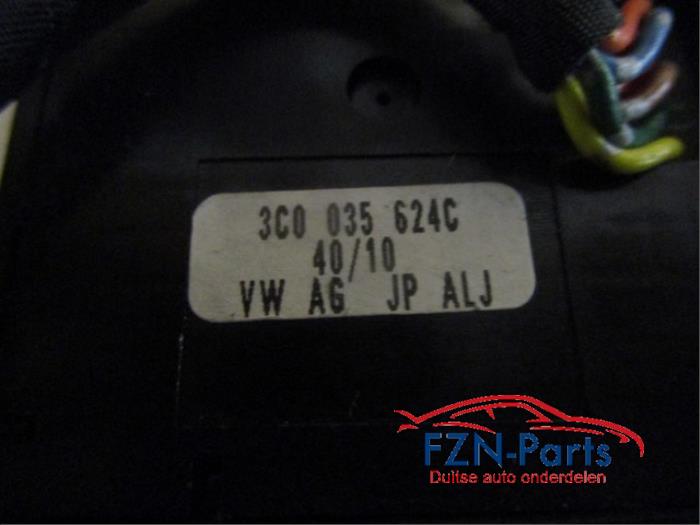 3C0 035 624C
40/10
VW AG JP ALJ
FZN-Parts
Duitse auto onderdelen